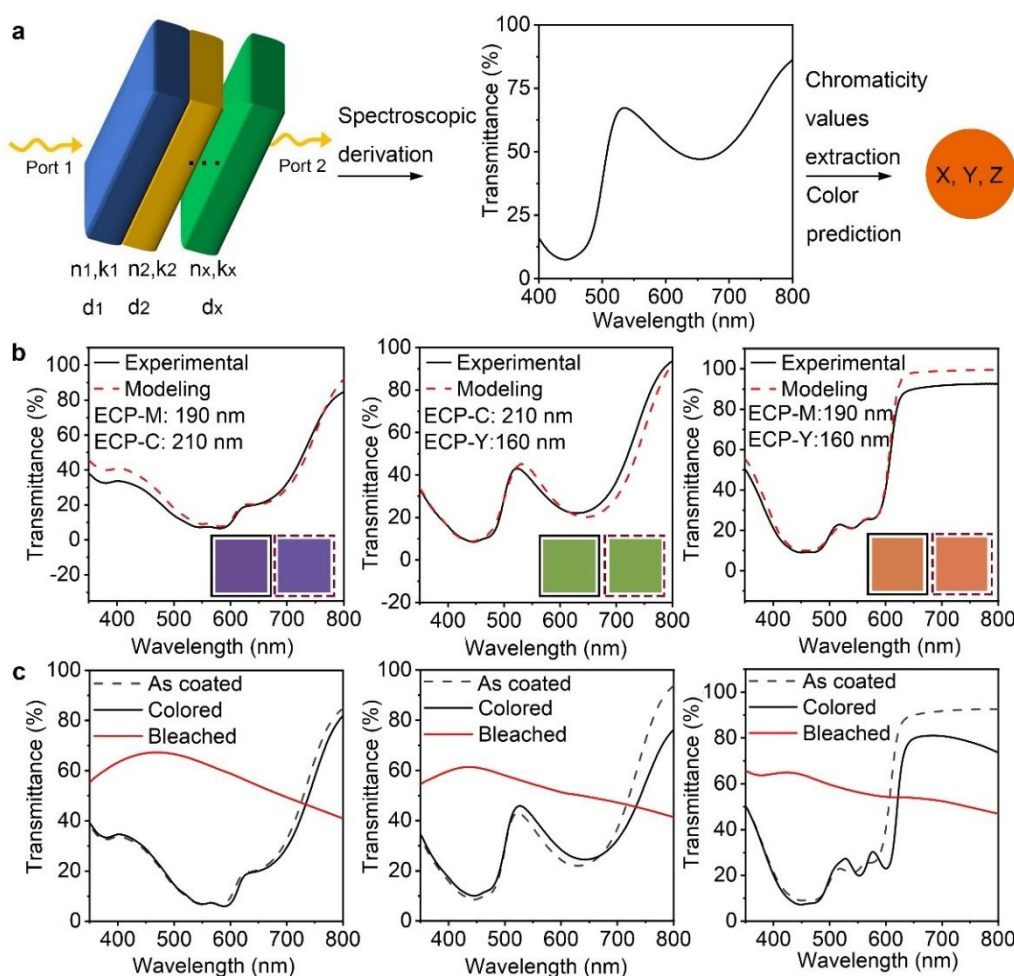 a
Port 1
Port 2
n1,k1 n2,k2 nx,kx
d1 d2 dx
Spectroscopic
derivation
Transmittance (%)
100
75
50
25
0
400 500 600 700 800
Wavelength (nm)
Chromaticity
values
extraction
Color
prediction
X, Y, Z
b
Transmittance (%)
100
80
60
40
20
0
-20
Experimental
Modeling
ECP-M: 190 nm
ECP-C: 210 nm
400 500 600 700 800
Wavelength (nm)
Transmittance (%)
100
80
60
40
20
0
-20
Experimental
Modeling
ECP-C: 210 nm
ECP-Y:160 nm
400 500 600 700 800
Wavelength (nm)
Transmittance (%)
100
80
60
40
20
0
Experimental
Modeling
ECP-M:190 nm
ECP-Y:160 nm
400 500 600 700 800
Wavelength (nm)
c
Transmittance (%)
100
80
60
40
20
0
As coated
Colored
Bleached
400 500 600 700 800
Wavelength (nm)
Transmittance (%)
100
80
60
40
20
0
As coated
Colored
Bleached
400 500 600 700 800
Wavelength (nm)
Transmittance (%)
100
80
60
40
20
0
As coated
Colored
Bleached
400 500 600 700 800
Wavelength (nm)